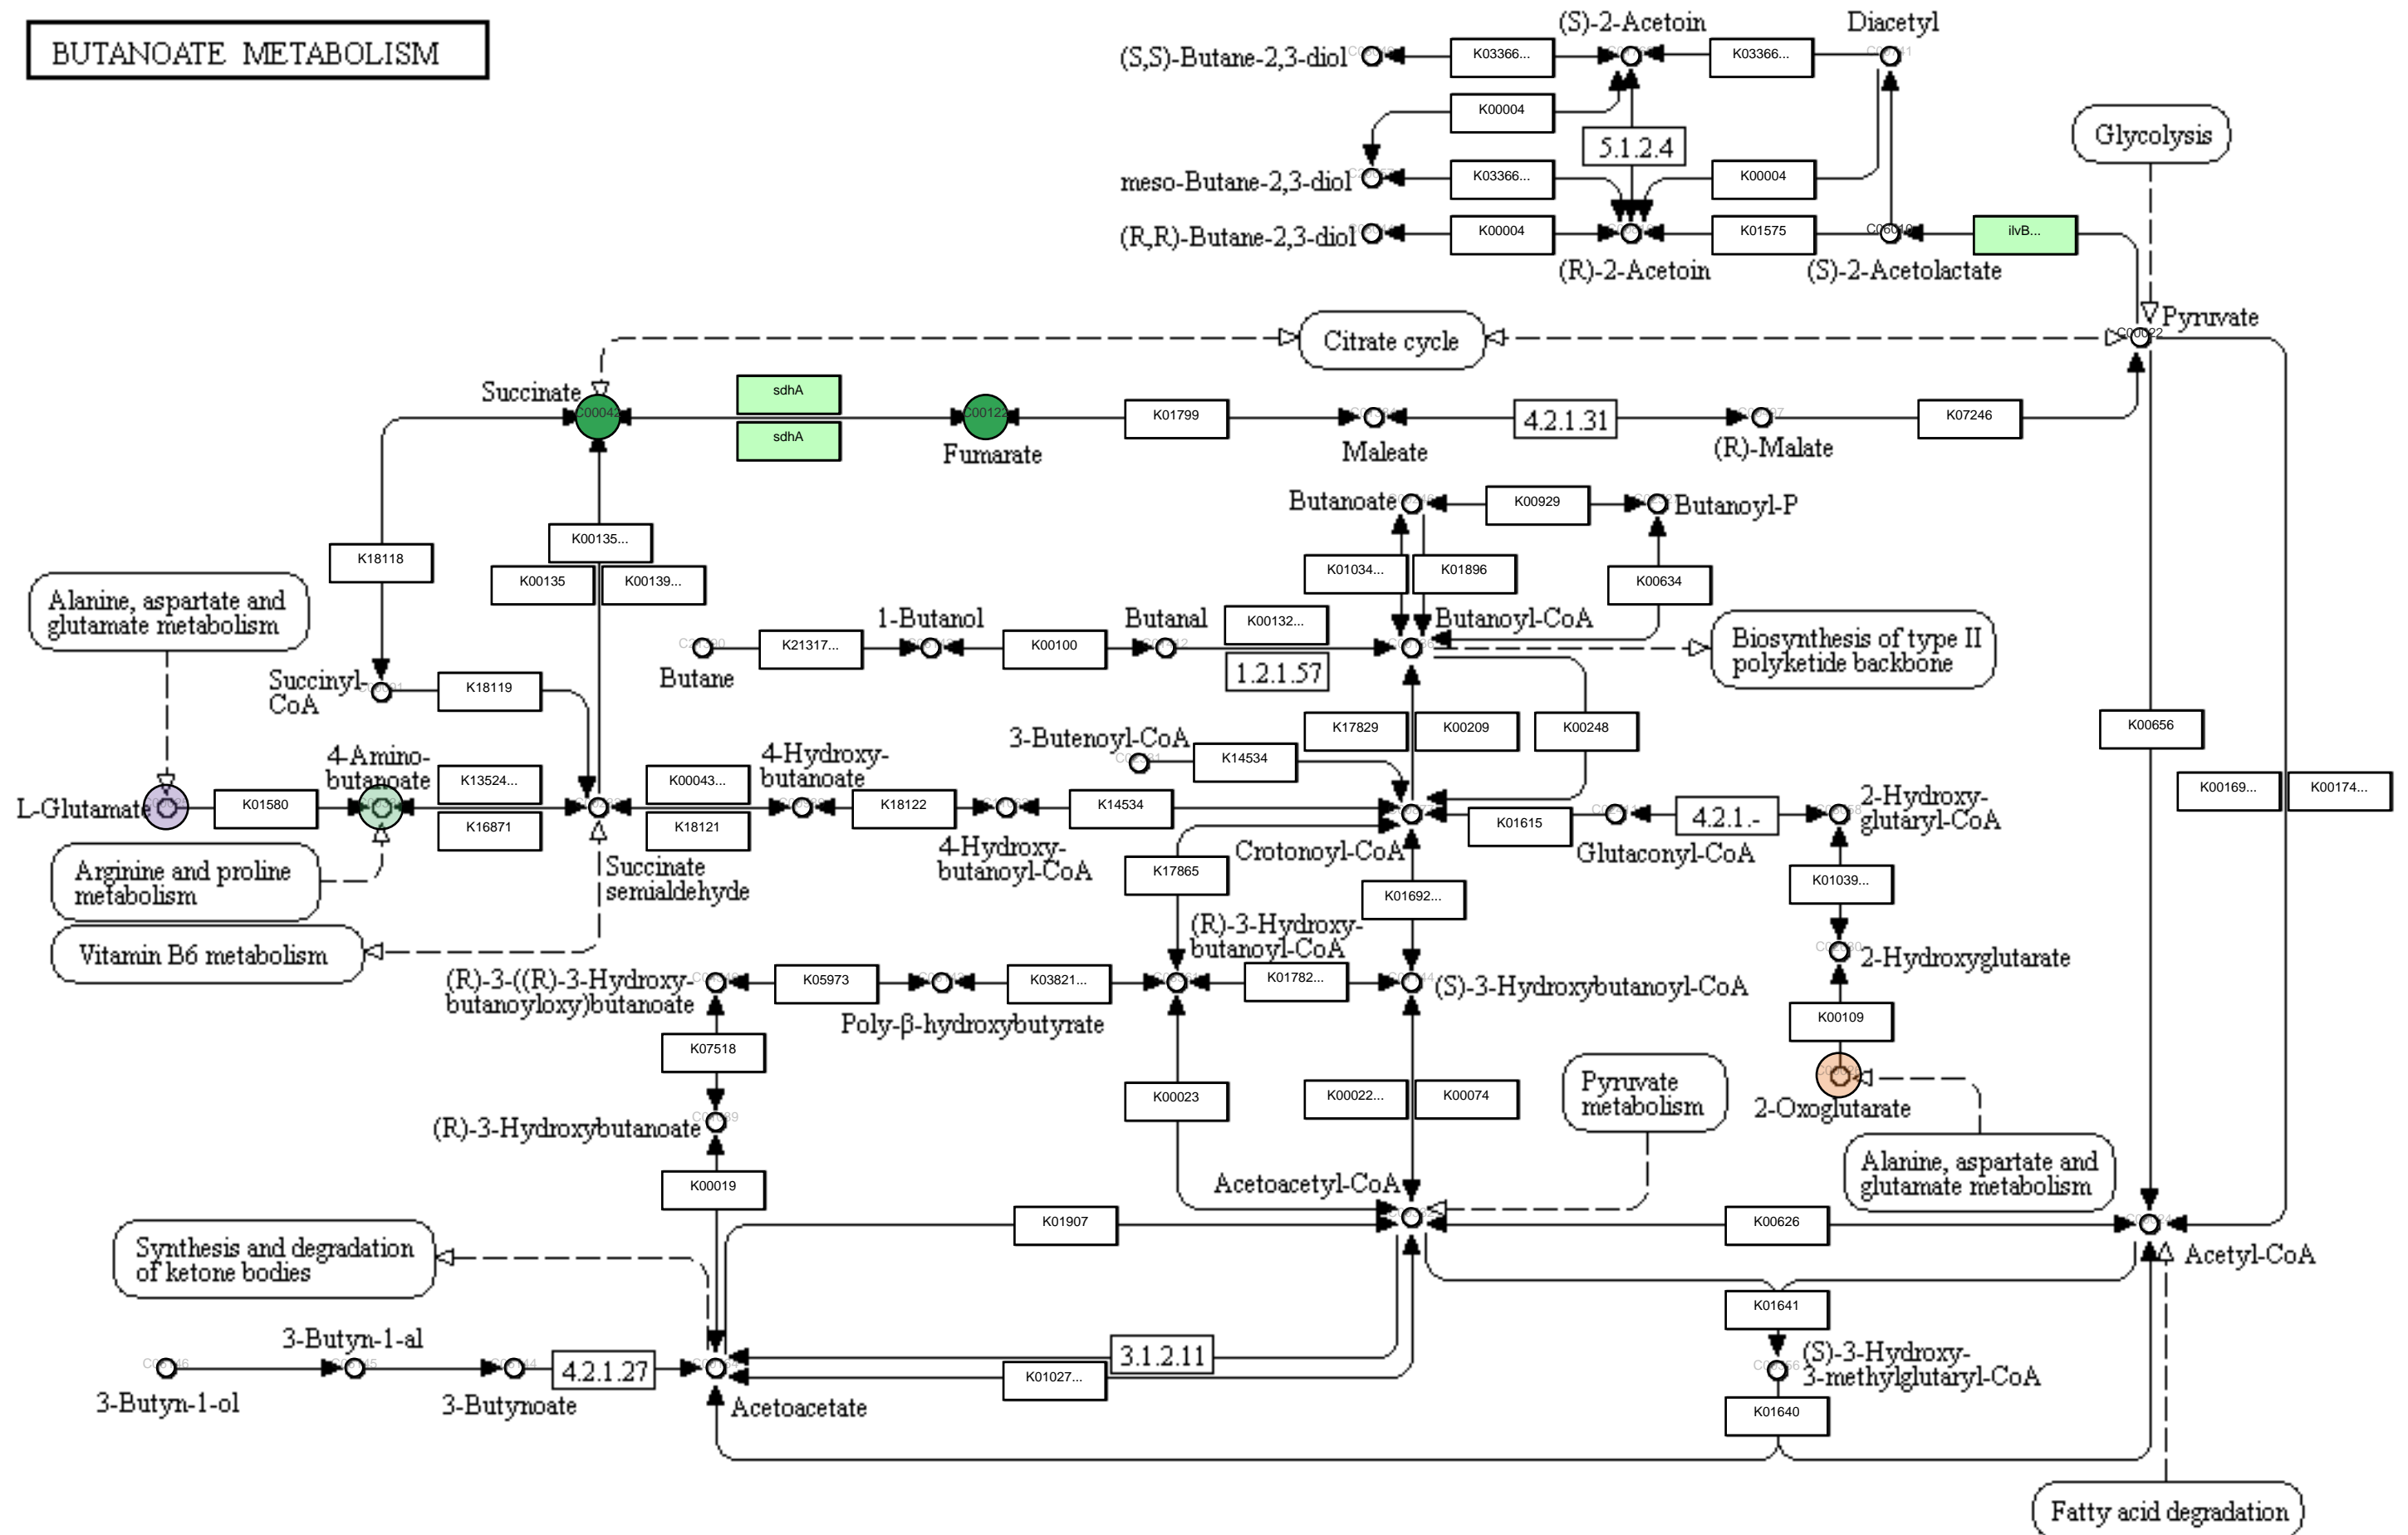 BUTANOATE METABOLISM
(S)-2-Acetoin
Diacetyl
(S,S)-Butane-2,3-diol
K03366...
K03366...
K00004
5.1.2.4
Glycolysis
meso-Butane-2,3-diol
K03366...
K00004
(R,R)-Butane-2,3-diol
K00004
K01575
ilvB...
(R)-2-Acetoin
(S)-2-Acetolactate
Citrate cycle
Pyruvate
C00022
Succinate
sdhA
C00042
C00122
K01799
4.2.1.31
K07246
sdhA
Fumarate
Maleate
(R)-Malate
Butanoate
K00929
Butanoyl-P
K18118
K00135...
K00135
K00139...
K01034...
K01896
K00634
Alanine, aspartate and
glutamate metabolism
1-Butanol
Butanal
K00132...
Butanoyl-CoA
Biosynthesis of type II
polyketide backbone
K21317...
K00100
Butane
1.2.1.57
Succinyl-
CoA
K18119
K17829
K00209
K00248
K00656
3-Butenoyl-CoA
K14534
4-Amino-
butanoate
K13524...
K00043...
4-Hydroxy-
butanoate
K00169...
K00174...
L-Glutamate
K01580
K16871
K18121
K18122
K14534
K01615
4.2.1.-
2-Hydroxy-
glutaryl-CoA
4-Hydroxy-
butanoyl-CoA
Crotonoyl-CoA
Glutaconyl-CoA
Arginine and proline
metabolism
Succinate
semialdehyde
K17865
K01692...
K01039...
Vitamin B6 metabolism
(R)-3-Hydroxy-
butanoyl-CoA
2-Hydroxyglutarate
(R)-3-((R)-3-Hydroxy-
butanoyloxy)butanoate
K05973
K03821...
K01782...
(S)-3-Hydroxybutanoyl-CoA
Poly-β-hydroxybutyrate
K00109
K07518
K00023
K00022...
K00074
Pyruvate
metabolism
2-Oxoglutarate
(R)-3-Hydroxybutanoate
Alanine, aspartate and
glutamate metabolism
K00019
Acetoacetyl-CoA
K01907
K00626
Synthesis and degradation
of ketone bodies
Acetyl-CoA
K01641
3-Butyn-1-al
4.2.1.27
3.1.2.11
K01027...
(S)-3-Hydroxy-
3-methylglutaryl-CoA
3-Butyn-1-ol
3-Butynoate
Acetoacetate
K01640
Fatty acid degradation